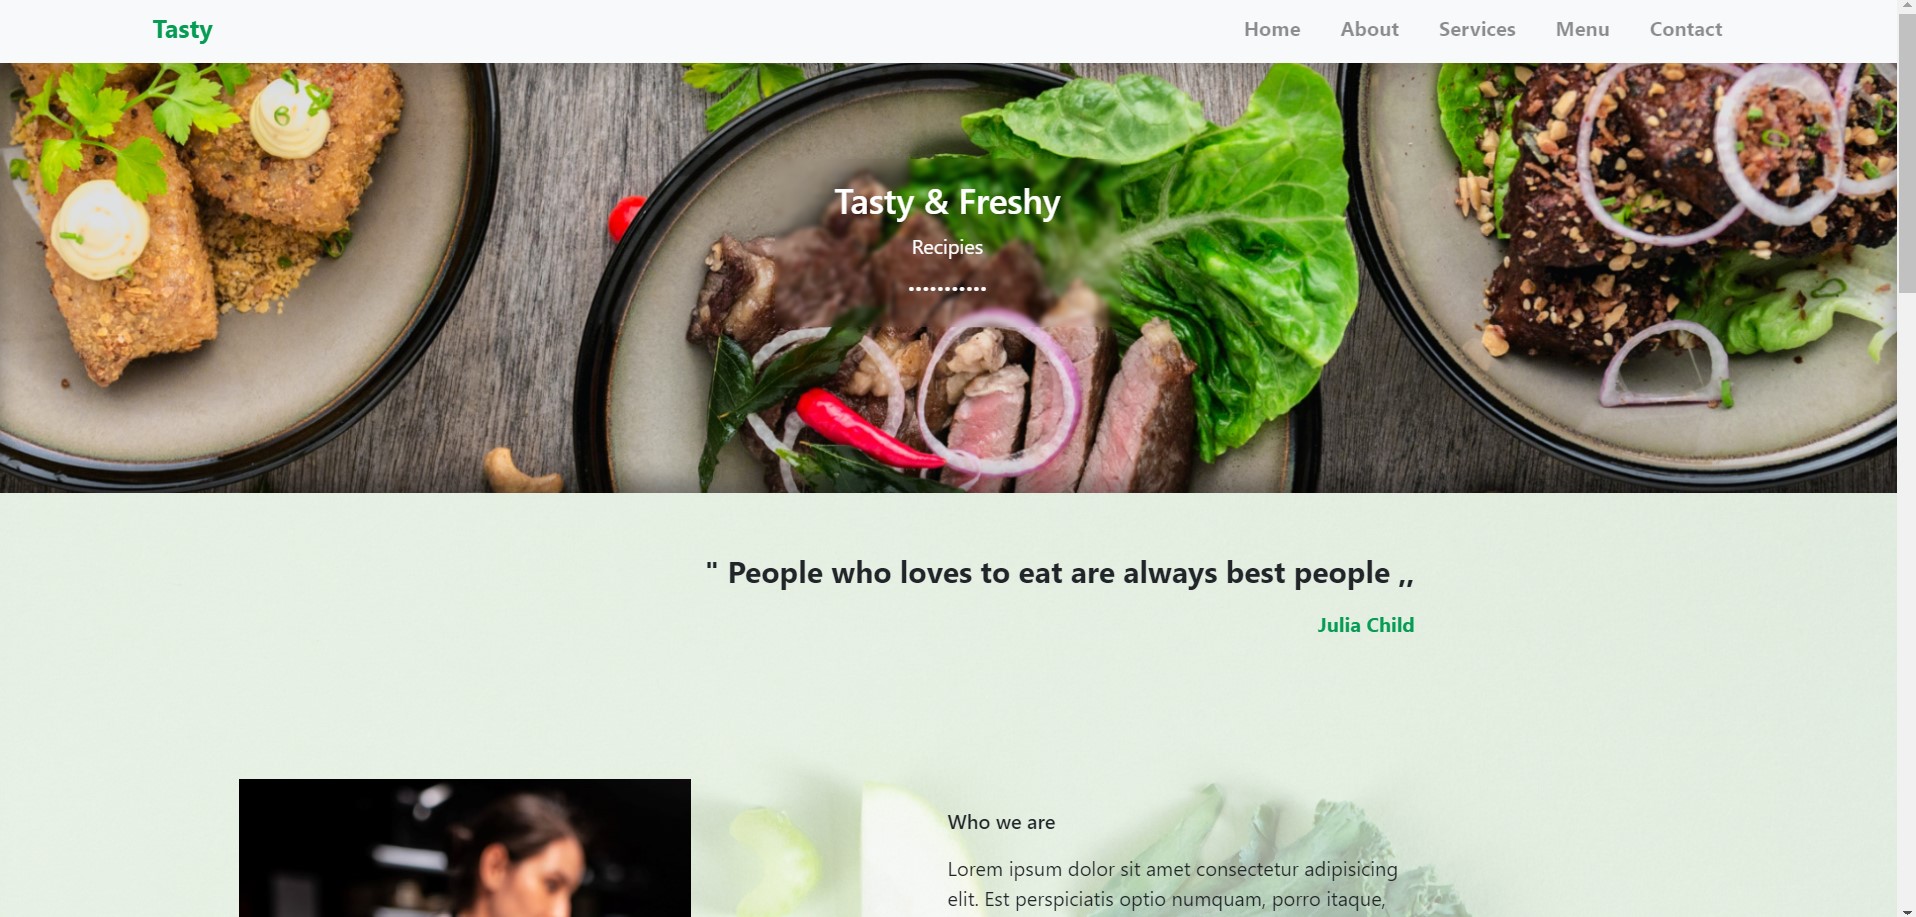 Tasty
Home About Services Menu Contact
Tasty & Freshy
Recipies
...........
" People who loves to eat are always best people ,,
Julia Child
Who we are
Lorem ipsum dolor sit amet consectetur adipisicing
elit. Est perspiciatis optio numquam, porro itaque,